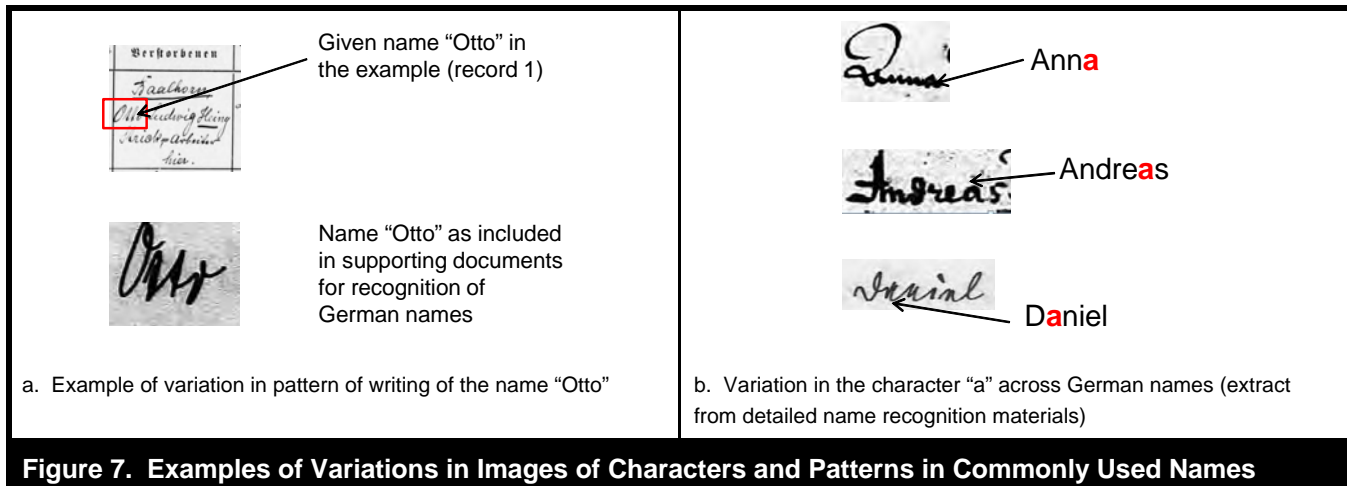 Verstorbenen
Baalhorn
Otto Ludwig Heing
hier.
Given name “Otto” in
the example (record 1)
Otto
Name “Otto” as included
in supporting documents
for recognition of
German names
a. Example of variation in pattern of writing of the name “Otto”
Anna
Anna
Andreas
Andreas
Daniel
Daniel
b. Variation in the character “a” across German names (extract
from detailed name recognition materials)
Figure 7. Examples of Variations in Images of Characters and Patterns in Commonly Used Names